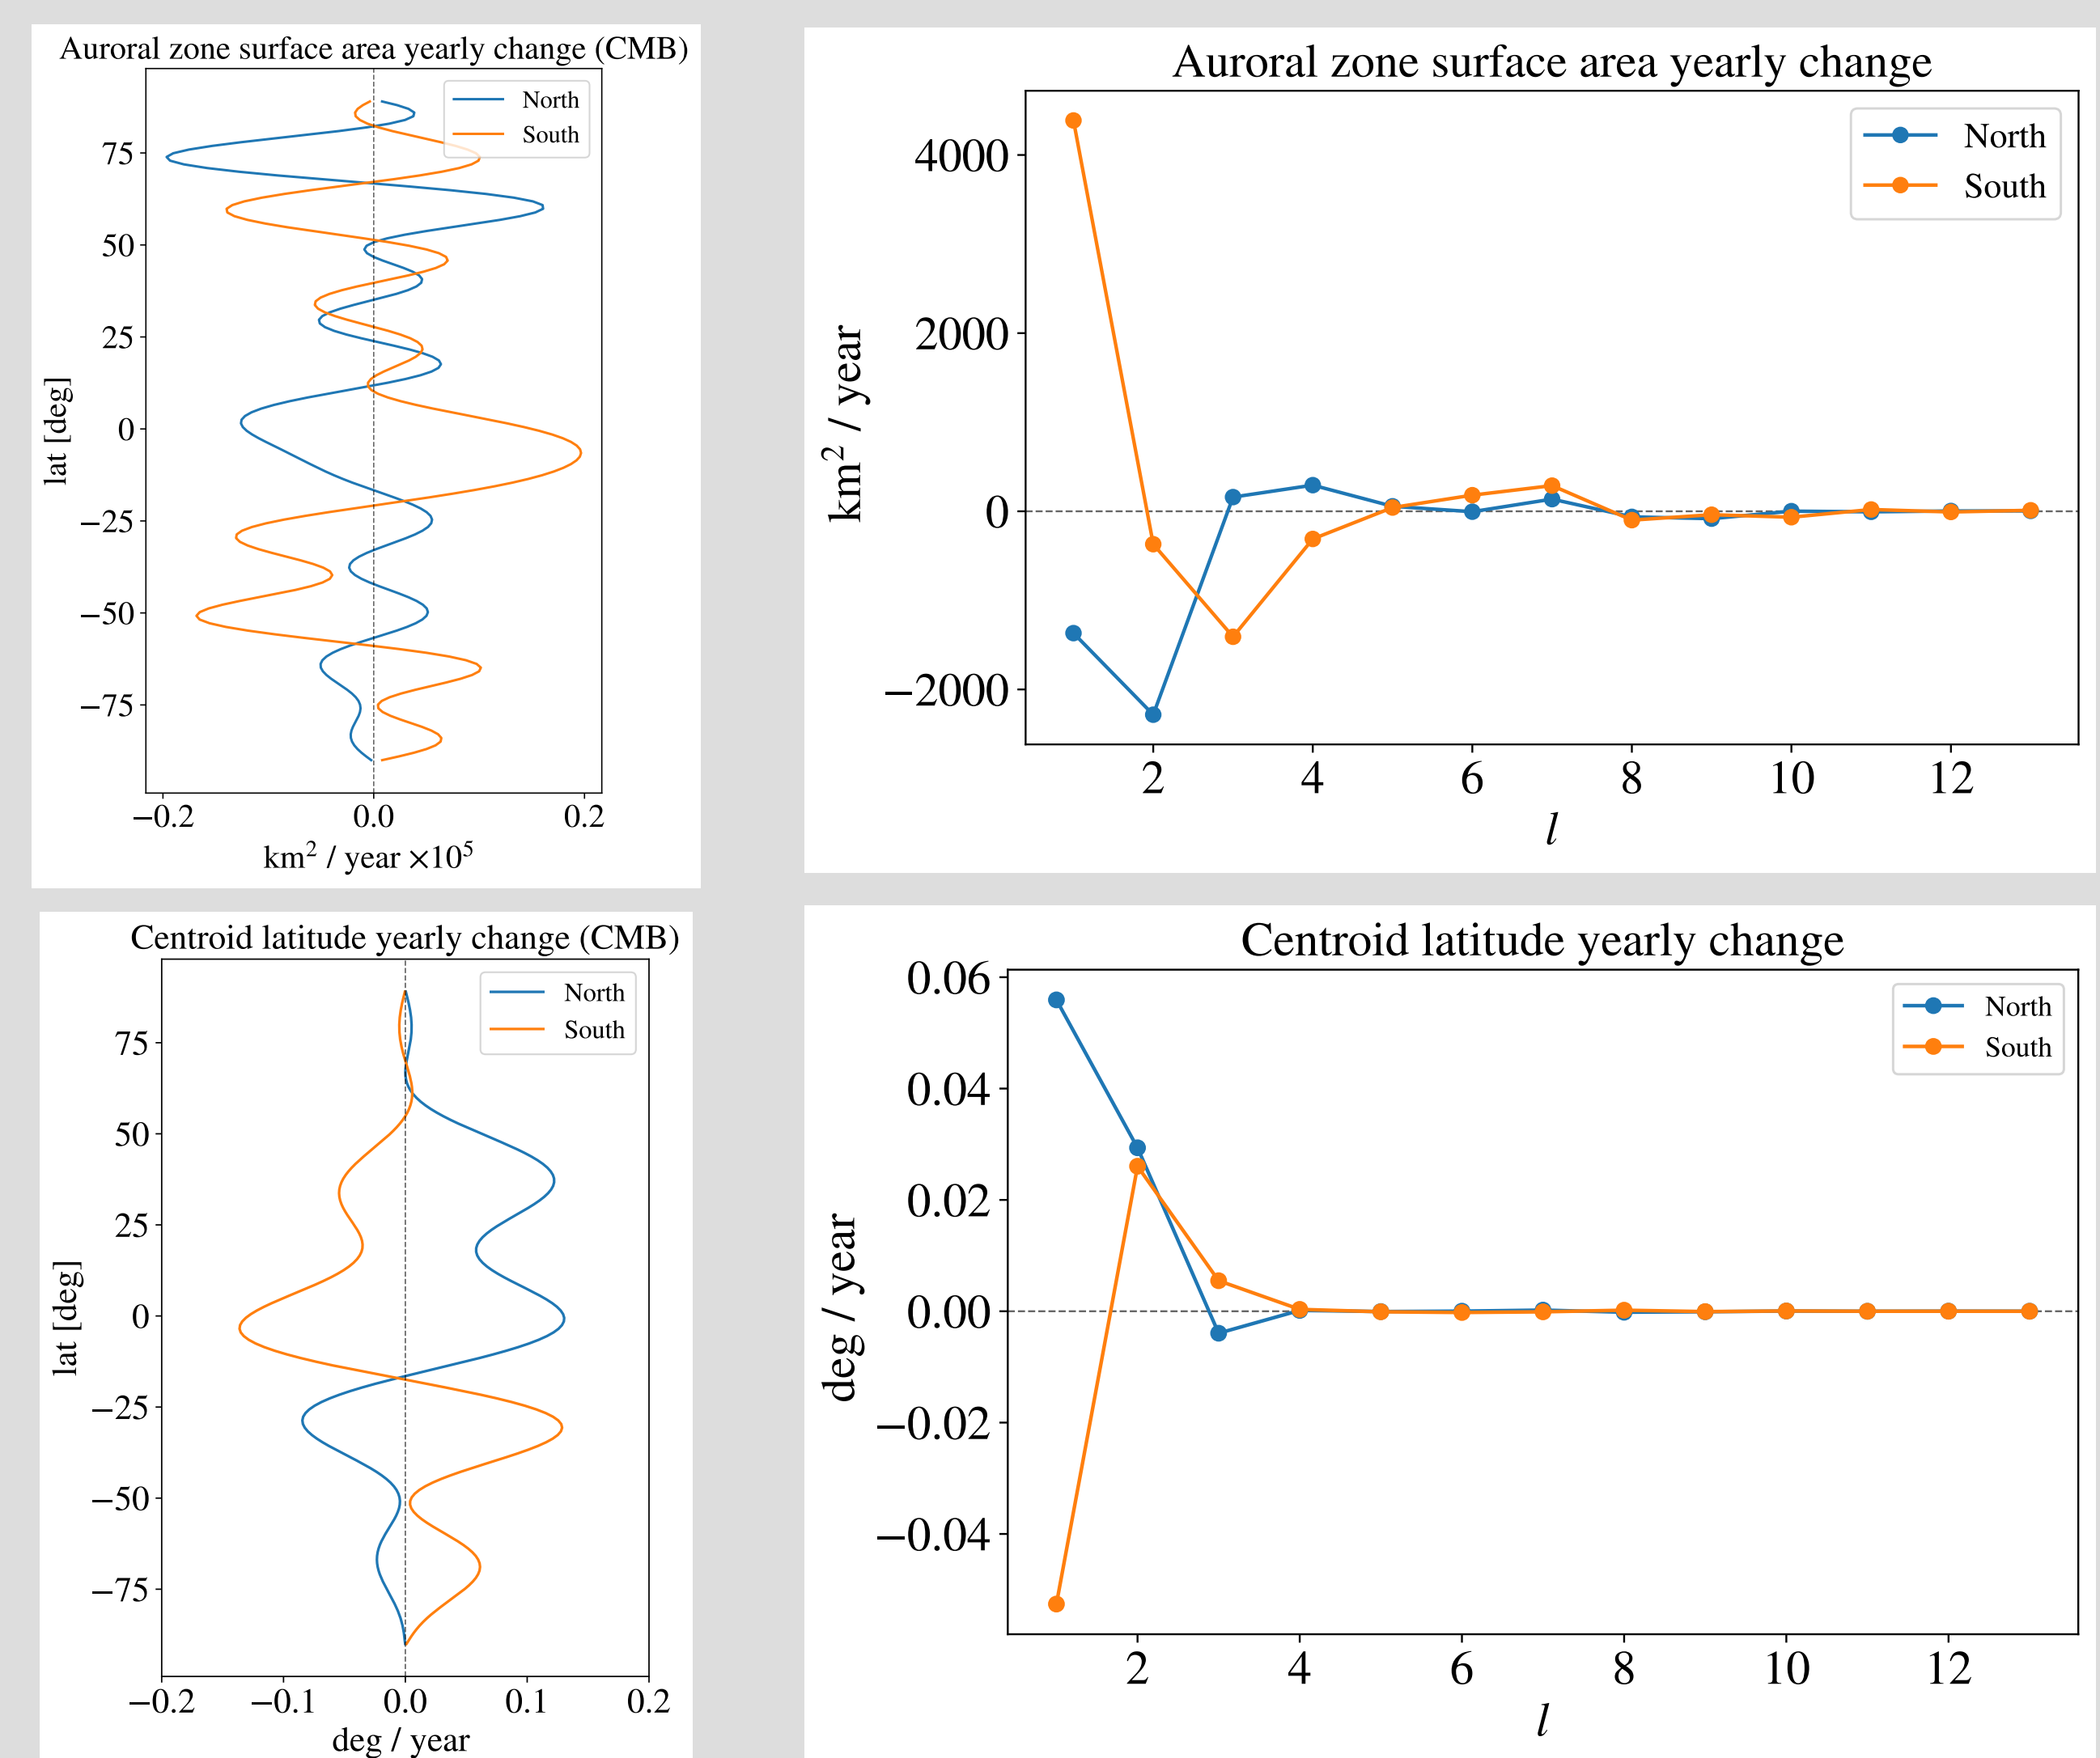 Auroral zone surface area yearly change (CMB)
North
South
75
50
25
0
−25
−50
−75
lat [deg]
−0.2 0.0 0.2
km² / year ×10⁵
Auroral zone surface area yearly change
North
South
4000
2000
0
−2000
km² / year
2 4 6 8 10 12
l
Centroid latitude yearly change (CMB)
North
South
75
50
25
0
−25
−50
−75
lat [deg]
−0.2 −0.1 0.0 0.1 0.2
deg / year
Centroid latitude yearly change
North
South
0.06
0.04
0.02
0.00
−0.02
−0.04
deg / year
2 4 6 8 10 12
l